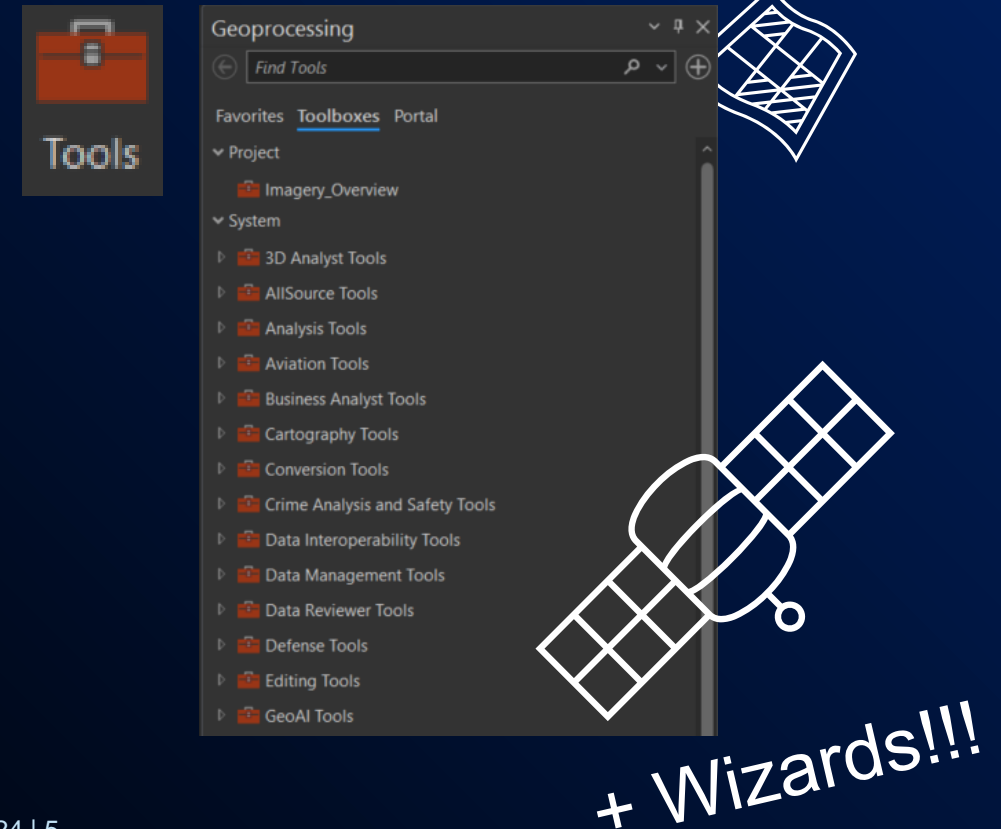 Tools
Geoprocessing
Find Tools
Favorites Toolboxes Portal
Project
Imagery_Overview
System
3D Analyst Tools
AllSource Tools
Analysis Tools
Aviation Tools
Business Analyst Tools
Cartography Tools
Conversion Tools
Crime Analysis and Safety Tools
Data Interoperability Tools
Data Management Tools
Data Reviewer Tools
Defense Tools
Editing Tools
GeoAI Tools
+ Wizards!!!
24 | 5